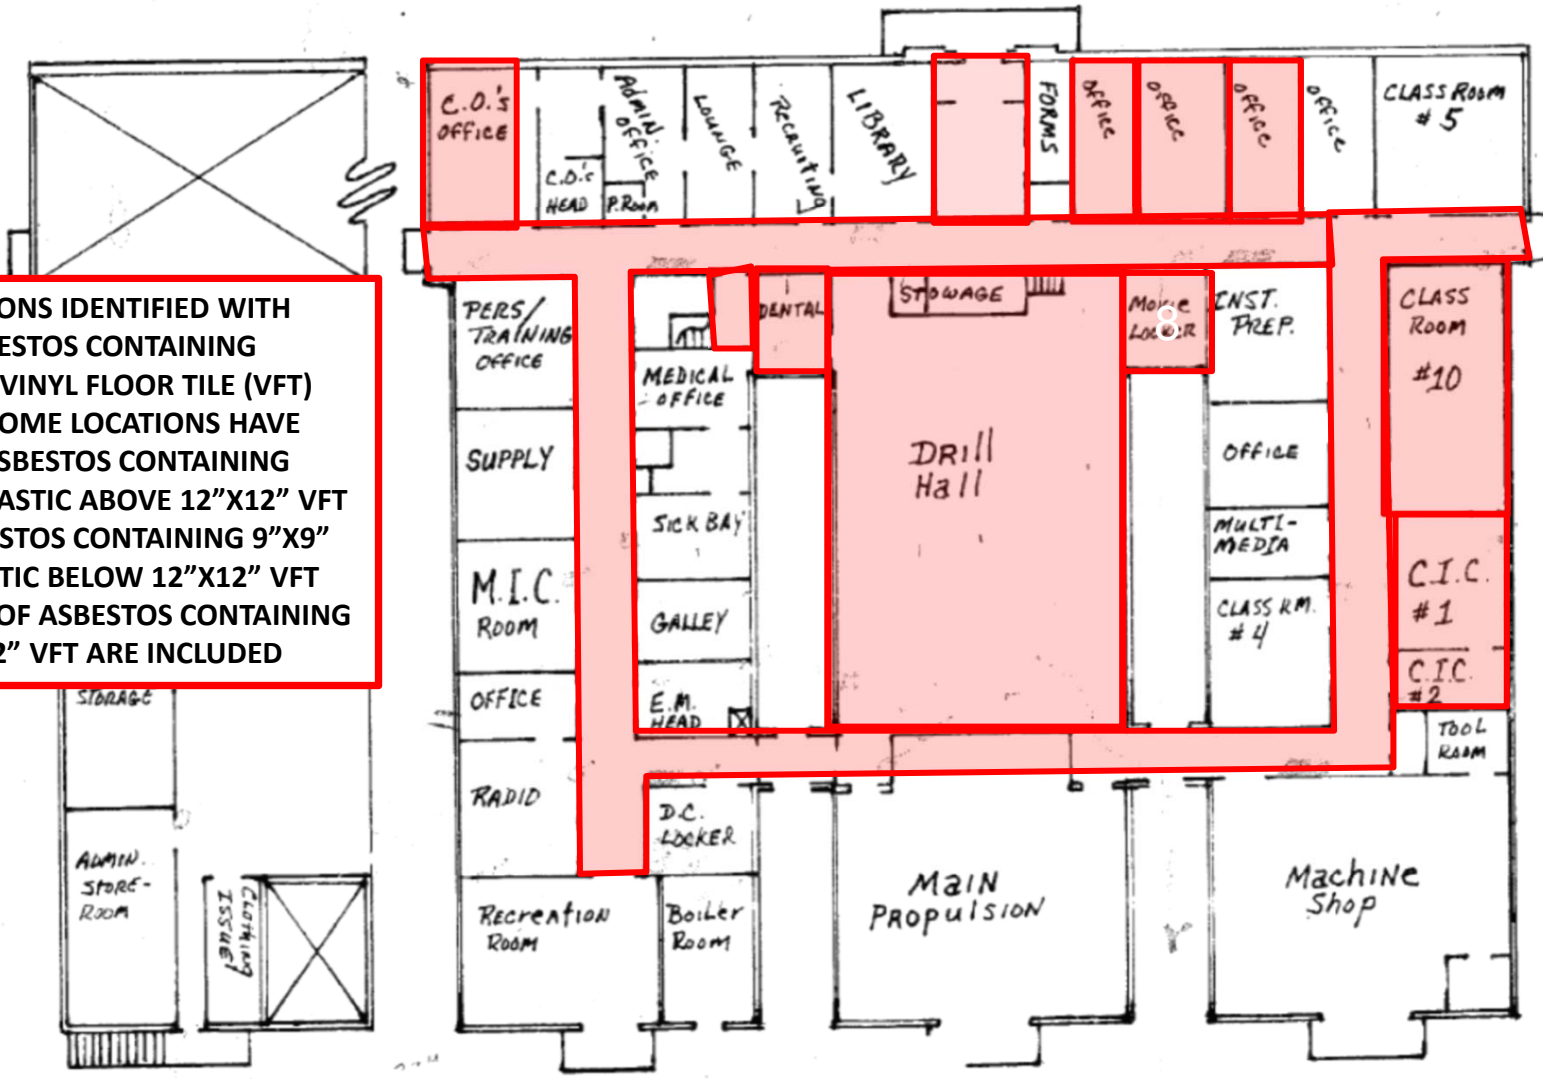 C.O.'s
OFFICE
C.O.'s
HEAD
ADMIN.
OFFICE
P.ROOM
LOUNGE
RECRUITING
LIBRARY
FORMS
OFFICE
OFFICE
OFFICE
OFFICE
CLASS ROOM
# 5
ONS IDENTIFIED WITH
ESTOS CONTAINING
VINYL FLOOR TILE (VFT)
OME LOCATIONS HAVE
SBESTOS CONTAINING
ASTIC ABOVE 12”X12” VFT
STOS CONTAINING 9”X9”
TIC BELOW 12”X12” VFT
OF ASBESTOS CONTAINING
2” VFT ARE INCLUDED
PERS/
TRAINING
OFFICE
SUPPLY
M.I.C.
ROOM
OFFICE
RADIO
MEDICAL
OFFICE
SICK BAY
GALLEY
E.M.
HEAD
D.C.
LOCKER
DENTAL
STOWAGE
DRill
Hall
MOVIE
LOCKER
8
INST.
PREP.
OFFICE
MULTI-
MEDIA
CLASS RM.
# 4
CLASS
ROOM
#10
C.I.C.
#1
C.I.C.
#2
TOOL
ROOM
STORAGE
ADMIN.
STORE-
ROOM
CLOTHING
ISSUE
RECREATION
ROOM
BOILER
ROOM
MAIN
PROPULSION
MACHINE
SHOP